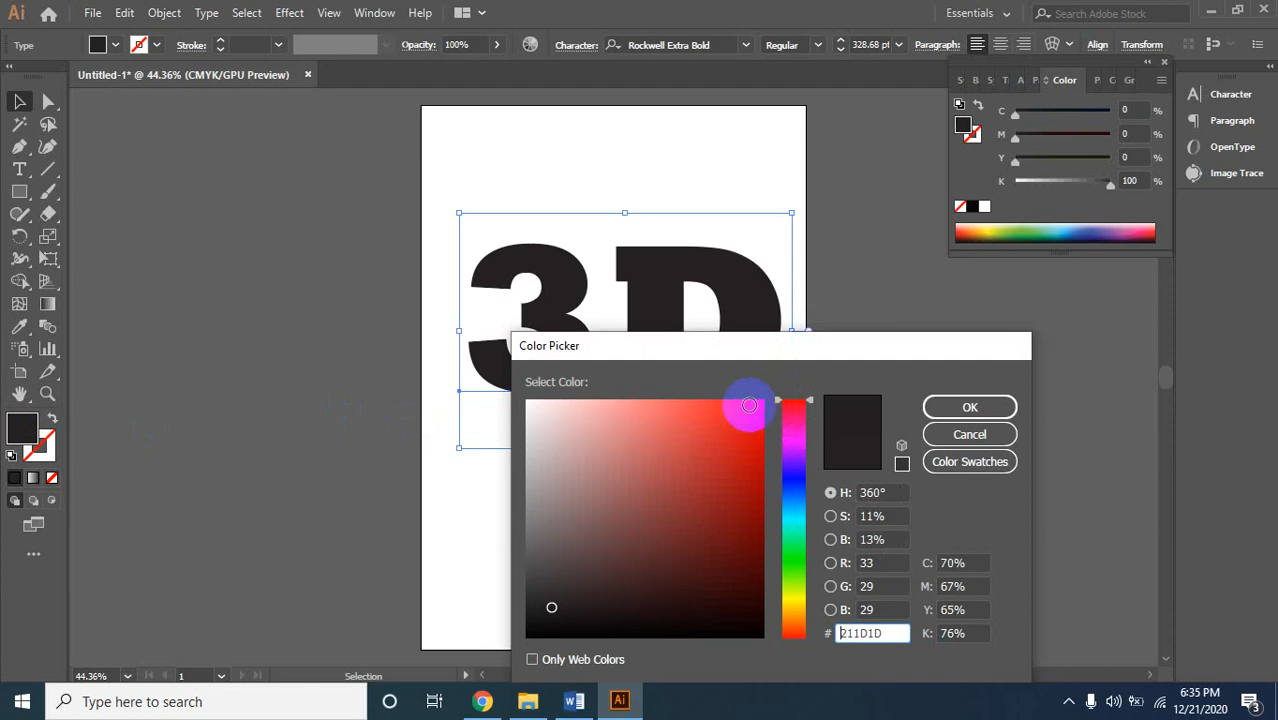 Ai File Edit Object Type Select Effect View Window Help Essentials Search Adobe Stock
Type Stroke: Opacity: 100% Character: Rockwell Extra Bold Regular 328.68 pt Paragraph: Align Transform
Untitled-1* @ 44.36% (CMYK/GPU Preview)
S B S T A P Color P C Gr
C 0 %
M 0 %
Y 0 %
K 100 %
Character
Paragraph
OpenType
Image Trace
3D
Color Picker
Select Color:
OK
Cancel
Color Swatches
H: 360°
S: 11%
B: 13%
R: 33 C: 70%
G: 29 M: 67%
B: 29 Y: 65%
# 211D1D K: 76%
Only Web Colors
44.36% 1 Selection
Type here to search
W Ai
6:35 PM
12/21/2020
3